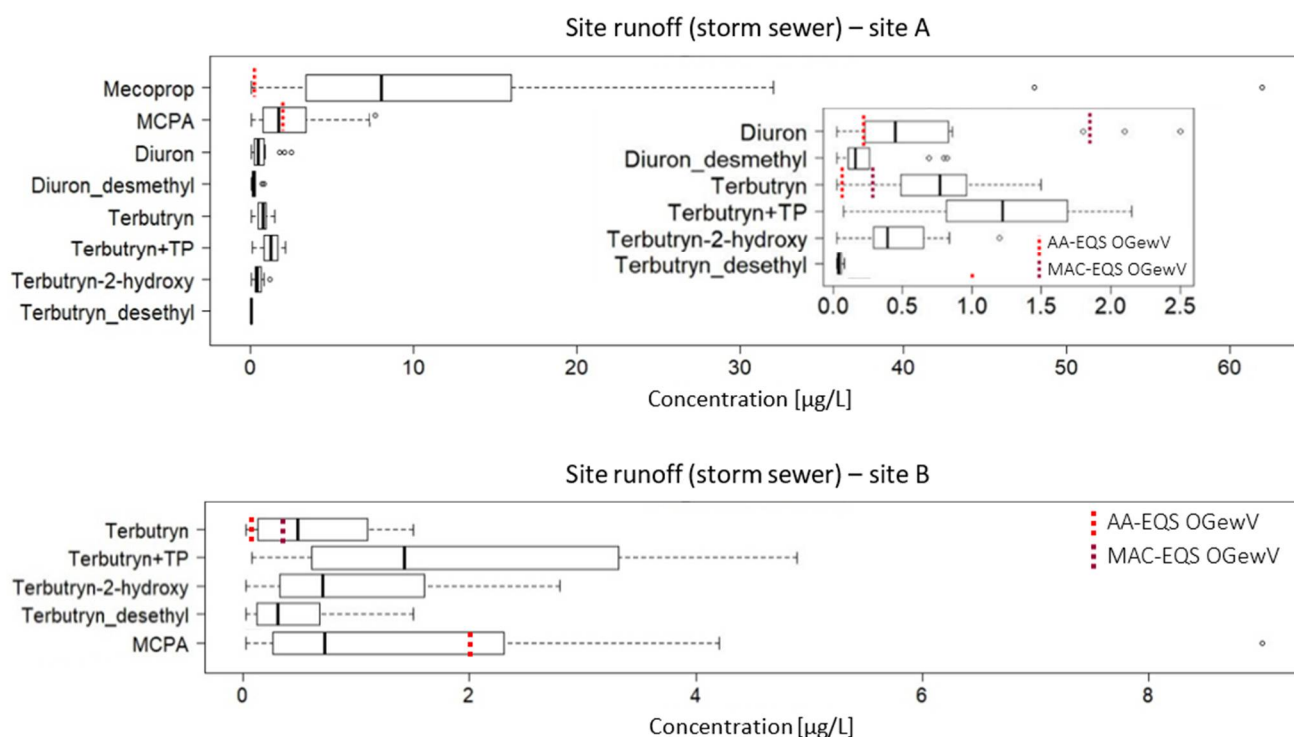 Site runoff (storm sewer) – site A
Mecoprop
MCPA
Diuron
Diuron_desmethyl
Terbutryn
Terbutryn+TP
Terbutryn-2-hydroxy
Terbutryn_desethyl
Diuron
Diuron_desmethyl
Terbutryn
Terbutryn+TP
Terbutryn-2-hydroxy
Terbutryn_desethyl
AA-EQS OGewV
MAC-EQS OGewV
0.0 0.5 1.0 1.5 2.0 2.5
0 10 20 30 40 50 60
Concentration [µg/L]
Site runoff (storm sewer) – site B
Terbutryn
Terbutryn+TP
Terbutryn-2-hydroxy
Terbutryn_desethyl
MCPA
AA-EQS OGewV
MAC-EQS OGewV
0 2 4 6 8
Concentration [µg/L]